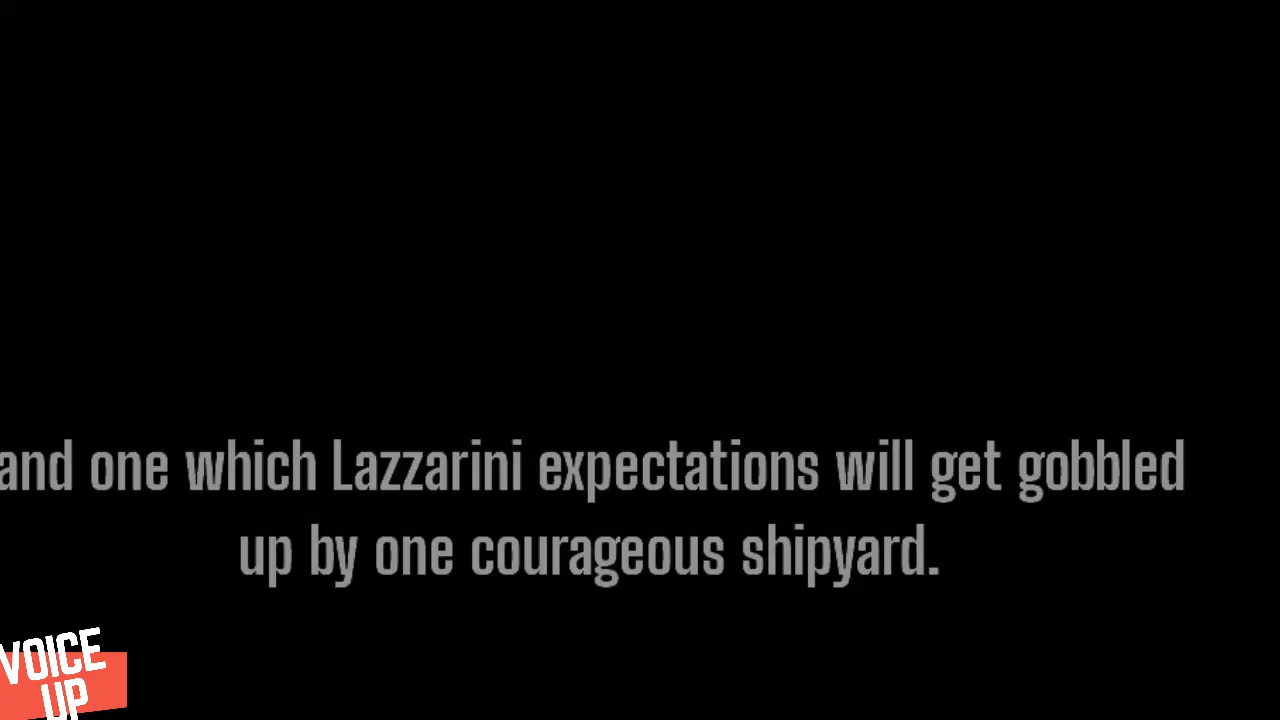 and one which Lazzarini expectations will get gobbled
up by one courageous shipyard.
VOICE
UP